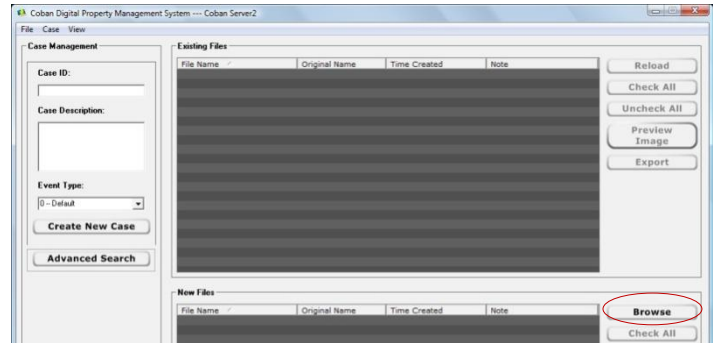 Coban Digital Property Management System --- Coban Server2
File Case View
Case Management
Case ID:
Case Description:
Event Type:
0 -- Default
Create New Case
Advanced Search
Existing Files
File Name Original Name Time Created Note
Reload
Check All
Uncheck All
Preview
Image
Export
New Files
File Name Original Name Time Created Note
Browse
Check All